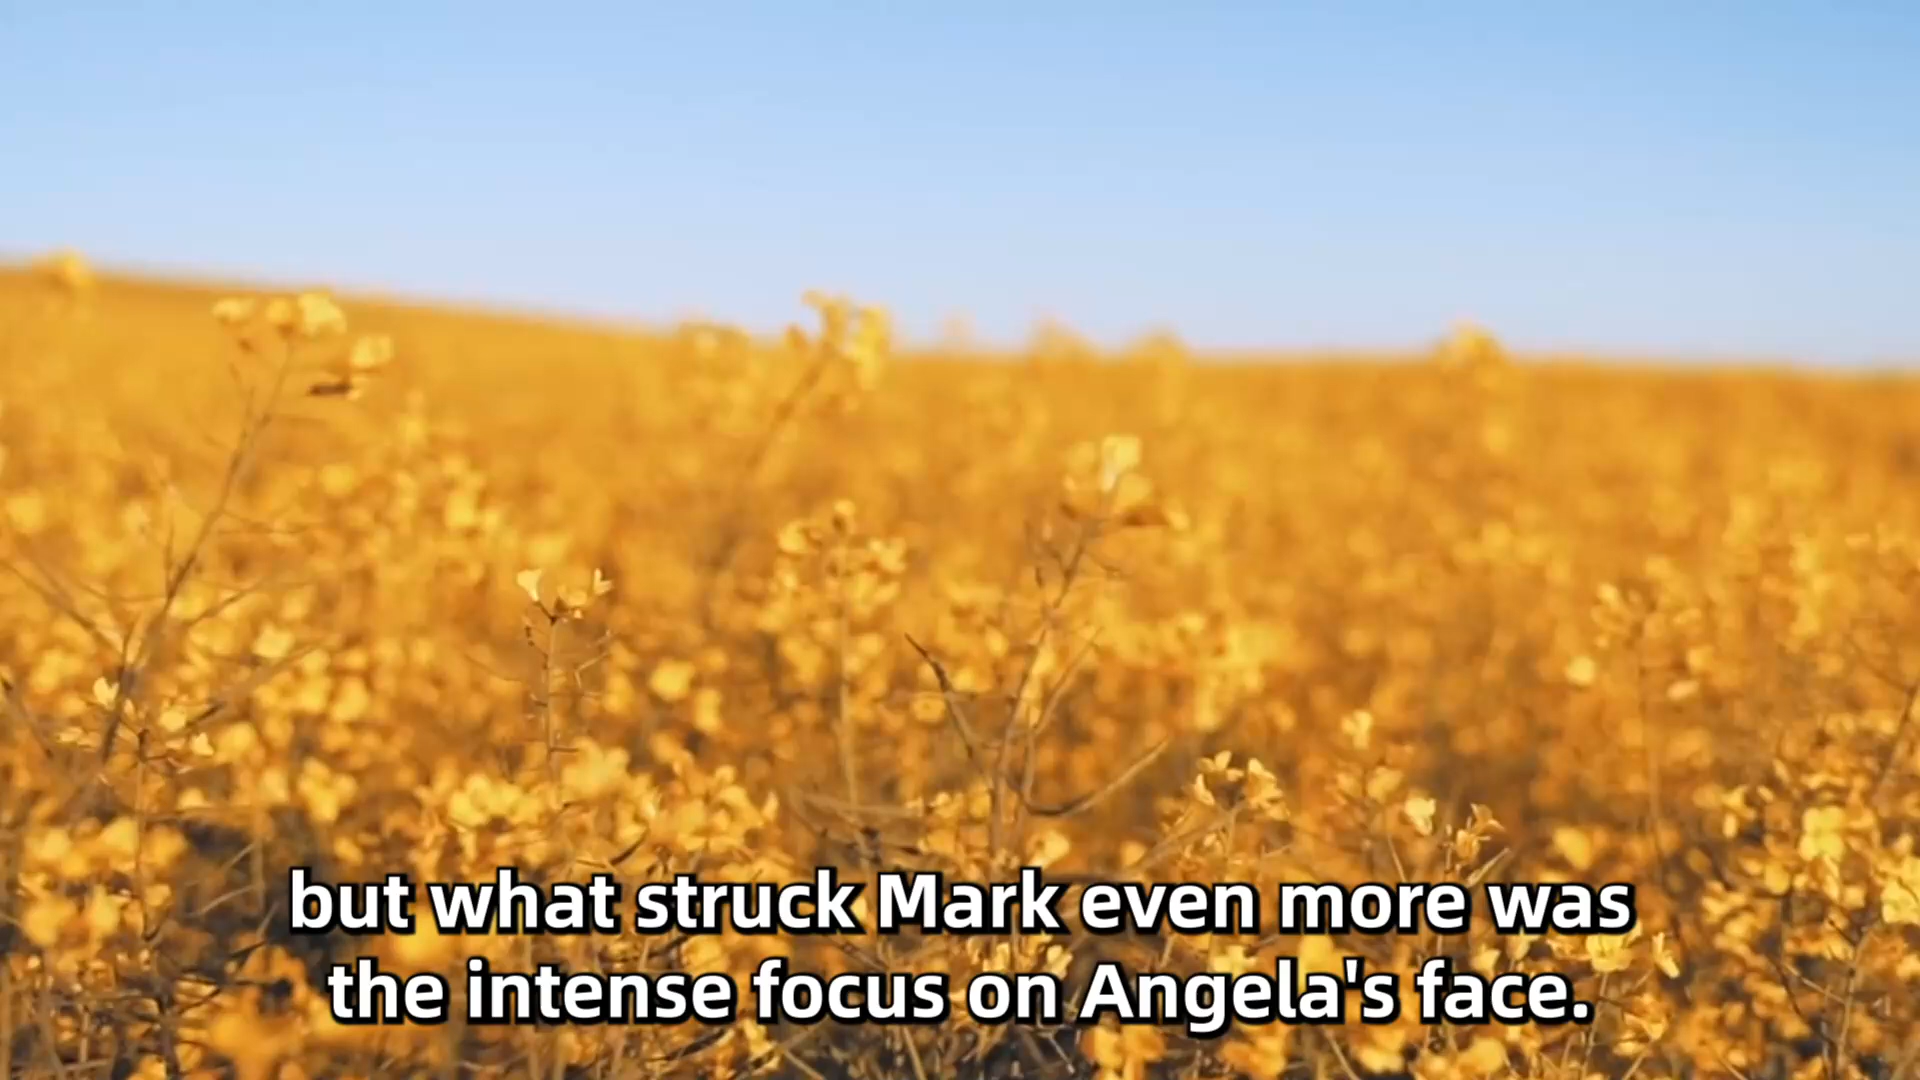 but what struck Mark even more was
the intense focus on Angela's face.